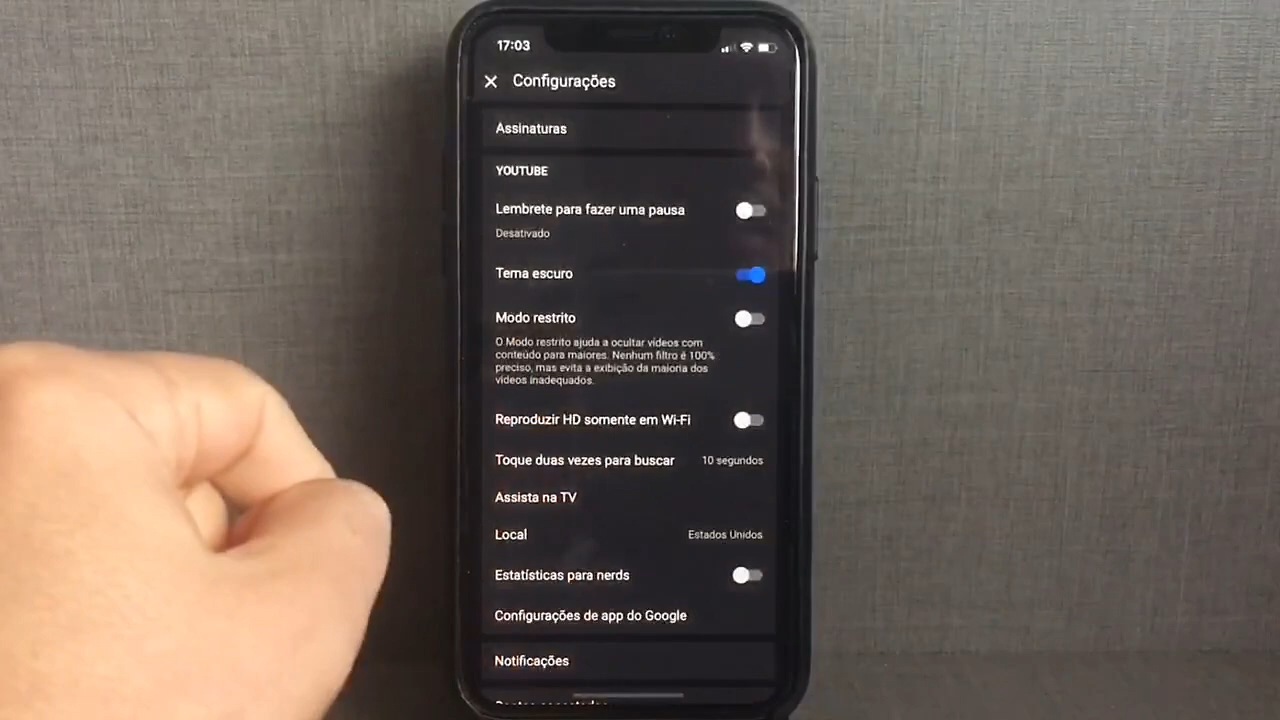 17:03
Configurações
Assinaturas
YOUTUBE
Lembrete para fazer uma pausa
Desativado
Tema escuro
Modo restrito
O Modo restrito ajuda a ocultar vídeos com
conteúdo para maiores. Nenhum filtro é 100%
preciso, mas evita a exibição da maioria dos
vídeos inadequados.
Reproduzir HD somente em Wi-Fi
Toque duas vezes para buscar 10 segundos
Assista na TV
Local Estados Unidos
Estatísticas para nerds
Configurações de app do Google
Notificações